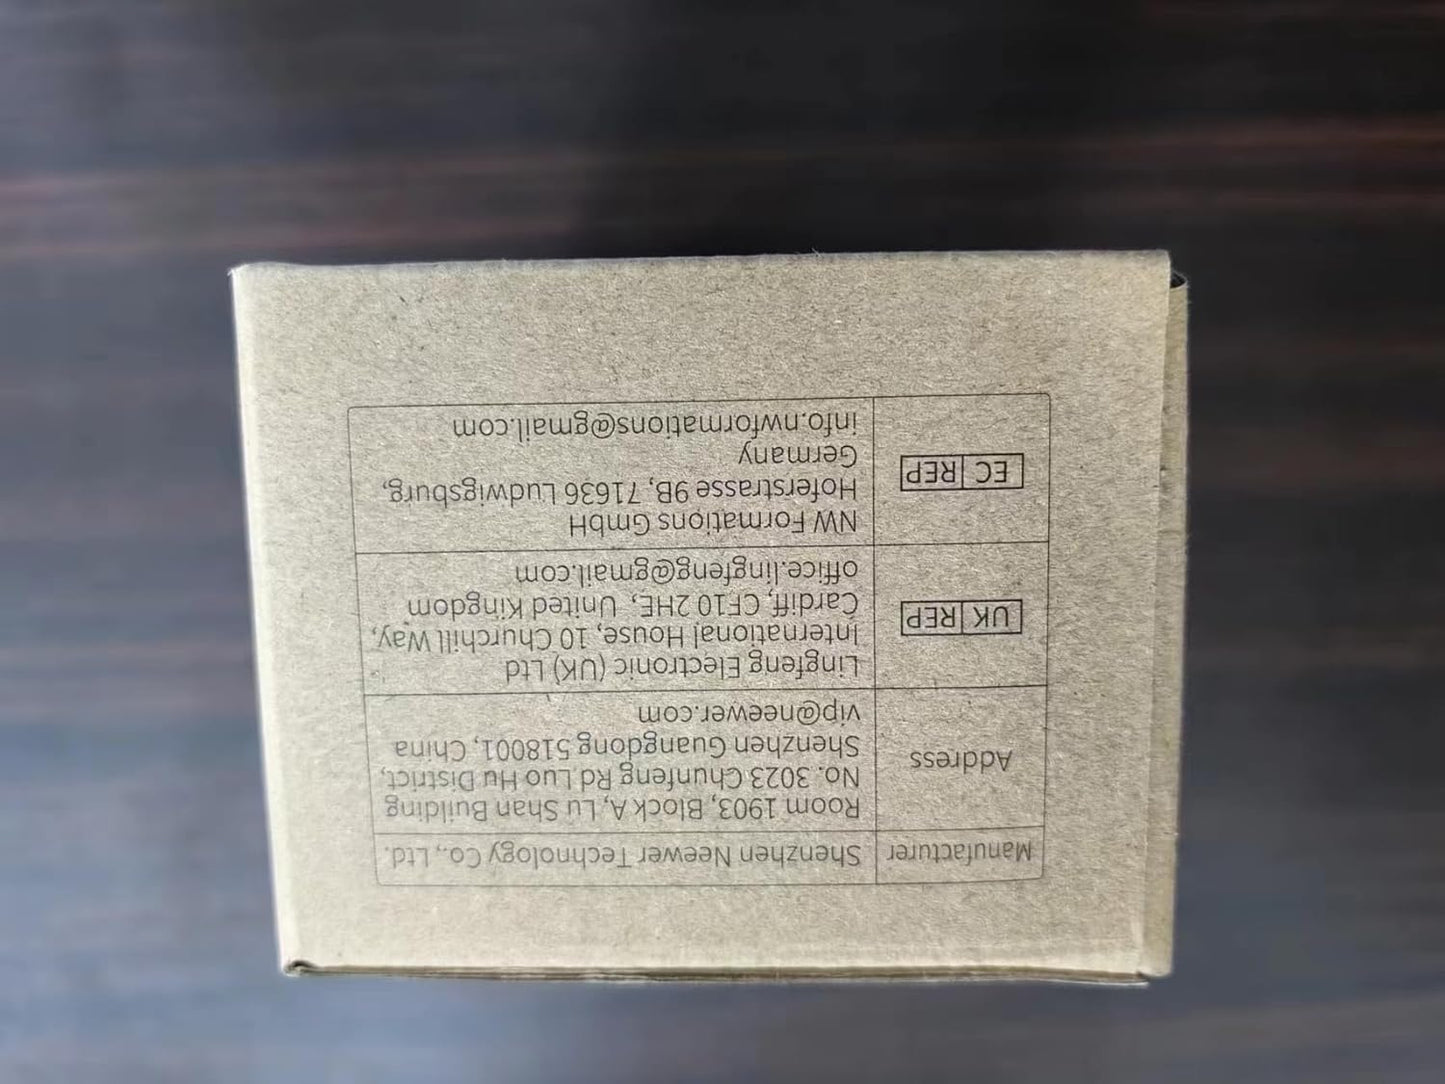 Manufacturer Shenzhen Neewer Technology Co., Ltd.
Address
Room 1903, Block A, Lu Shan Building
No. 3023 Chunfeng Rd Luo Hu District,
Shenzhen Guangdong 518001, China
vip@neewer.com
UK REP
Lingfeng Electronic (UK) Ltd
International House, 10 Churchill Way,
Cardiff, CF10 2HE, United Kingdom
office.lingfeng@gmail.com
EC REP
NW Formations GmbH
Hoferstrasse 9B, 71636 Ludwigsburg,
Germany
info.nwformations@gmail.com